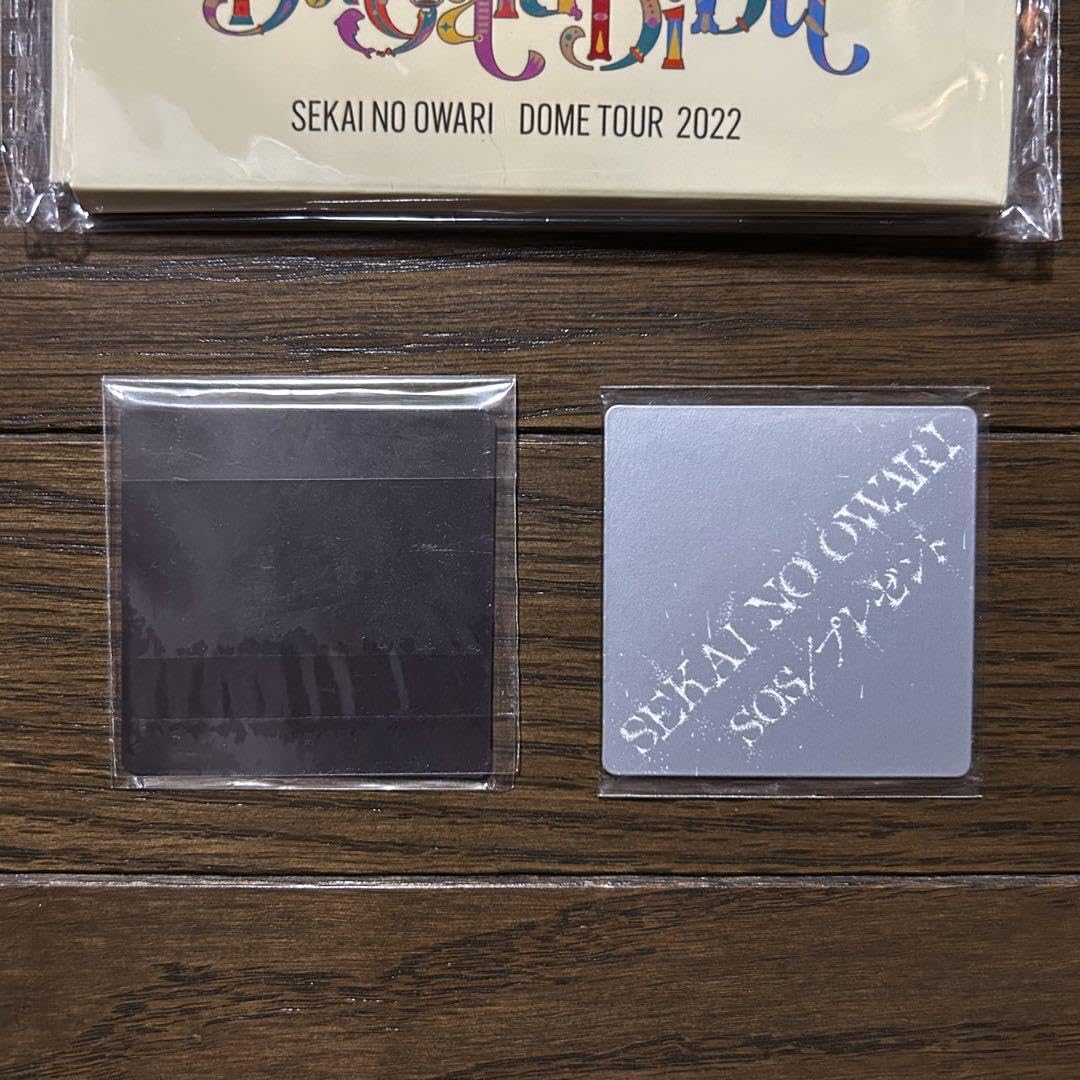 SEKAI NO OWARI DOME TOUR 2022
SEKAI NO OWARI
SOS/プレゼント